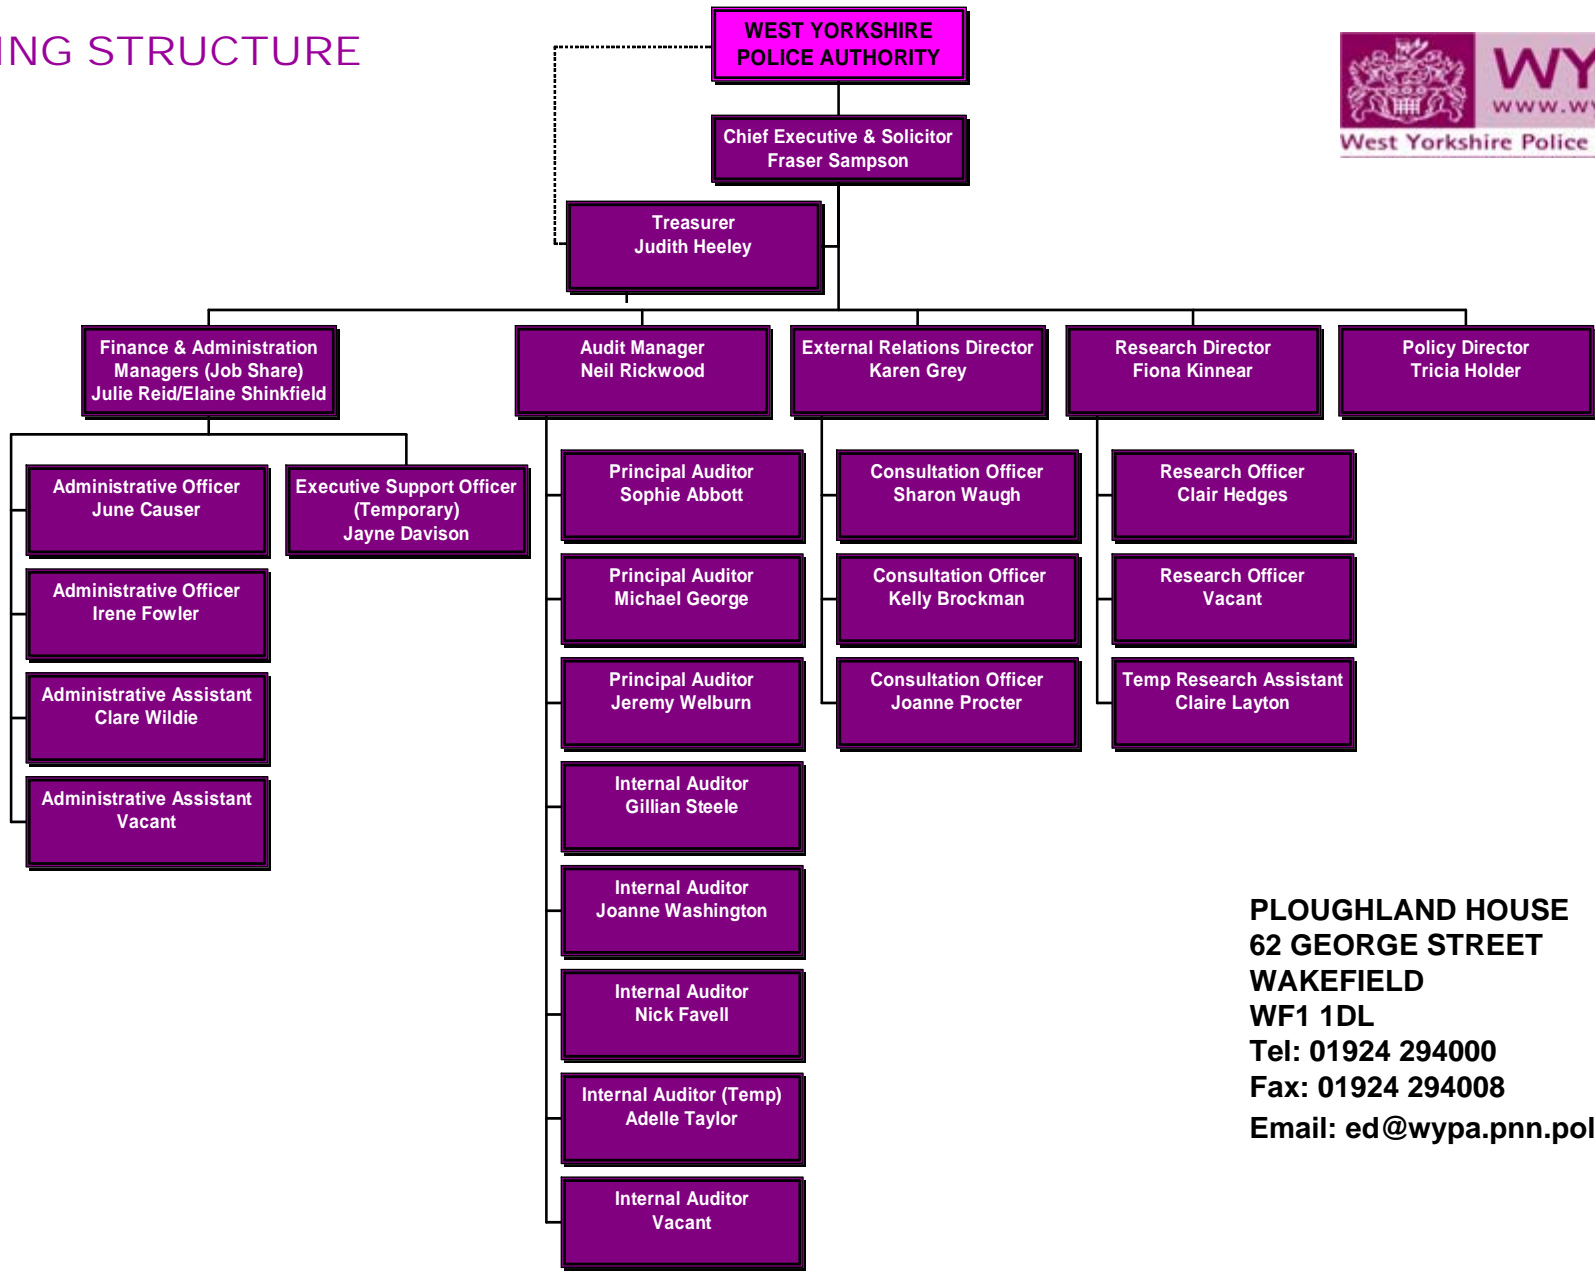 ING STRUCTURE
WEST YORKSHIRE
POLICE AUTHORITY
WY
www.wy
West Yorkshire Police
Chief Executive & Solicitor
Fraser Sampson
Treasurer
Judith Heeley
Finance & Administration
Managers (Job Share)
Julie Reid/Elaine Shinkfield
Audit Manager
Neil Rickwood
External Relations Director
Karen Grey
Research Director
Fiona Kinnear
Policy Director
Tricia Holder
Administrative Officer
June Causer
Executive Support Officer
(Temporary)
Jayne Davison
Administrative Officer
Irene Fowler
Administrative Assistant
Clare Wildie
Administrative Assistant
Vacant
Principal Auditor
Sophie Abbott
Principal Auditor
Michael George
Principal Auditor
Jeremy Welburn
Internal Auditor
Gillian Steele
Internal Auditor
Joanne Washington
Internal Auditor
Nick Favell
Internal Auditor (Temp)
Adelle Taylor
Internal Auditor
Vacant
Consultation Officer
Sharon Waugh
Consultation Officer
Kelly Brockman
Consultation Officer
Joanne Procter
Research Officer
Clair Hedges
Research Officer
Vacant
Temp Research Assistant
Claire Layton
PLOUGHLAND HOUSE
62 GEORGE STREET
WAKEFIELD
WF1 1DL
Tel: 01924 294000
Fax: 01924 294008
Email: ed@wypa.pnn.pol